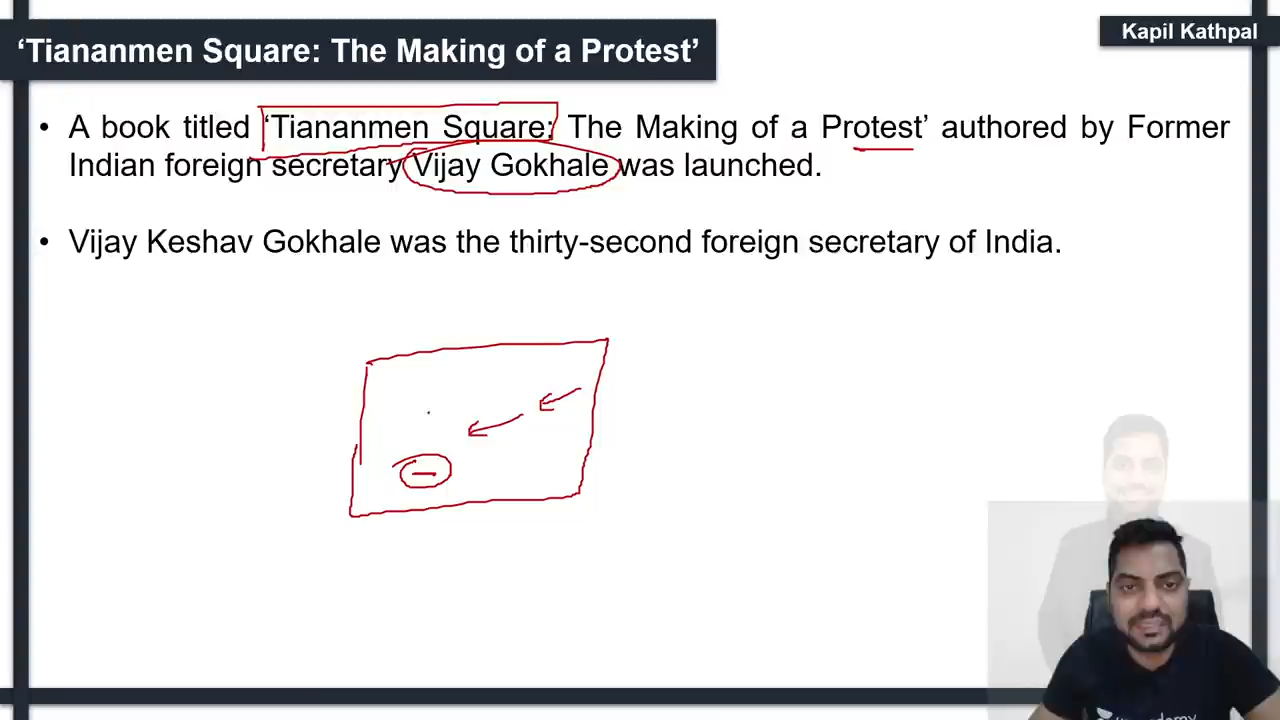 ‘Tiananmen Square: The Making of a Protest’
Kapil Kathpal
• A book titled ‘Tiananmen Square: The Making of a Protest’ authored by Former
Indian foreign secretary Vijay Gokhale was launched.
• Vijay Keshav Gokhale was the thirty-second foreign secretary of India.